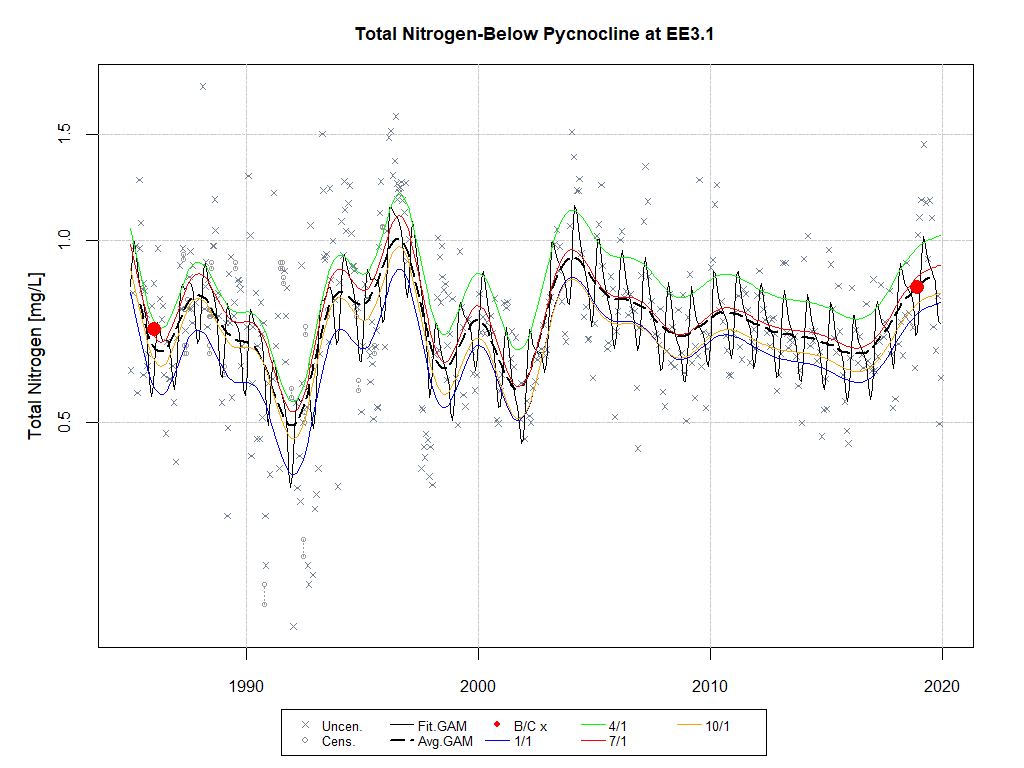 Total Nitrogen-Below Pycnocline at EE3.1
Total Nitrogen [mg/L]
1.5
1.0
0.5
1990 2000 2010 2020
Uncen. Fit.GAM B/C x 4/1 10/1
Cens. Avg.GAM 1/1 7/1